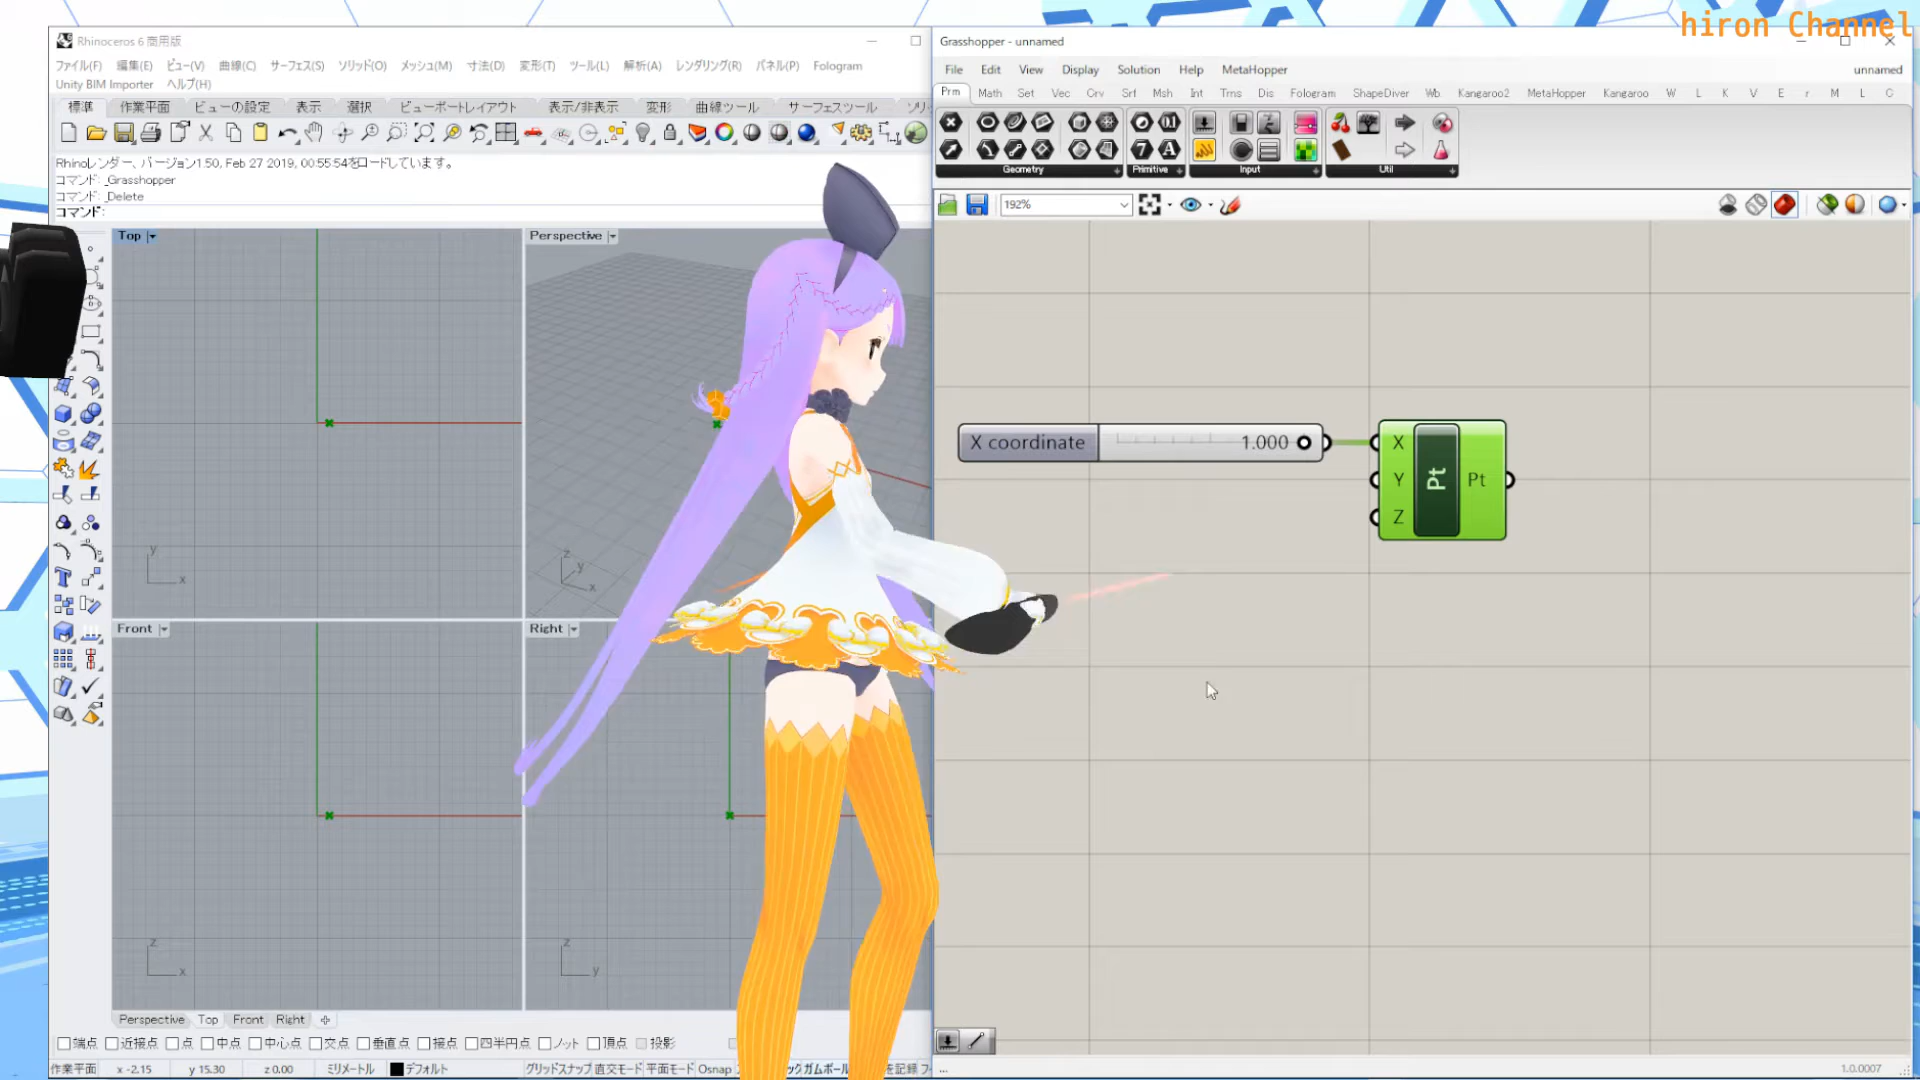 hiron Channel
Rhinoceros 6 商用版
ファイル(F) 編集(E) ビュー(V) 曲線(C) サーフェス(S) ソリッド(O) メッシュ(M) 寸法(D) 変形(T) ツール(L) 解析(A) レンダリング(R) パネル(P) Fologram
Unity BIM Importer ヘルプ(H)
標準 作業平面 ビューの設定 表示 選択 ビューポートレイアウト 表示/非表示 変形 曲線ツール サーフェスツール ソリ
Rhinoレンダー、バージョン1.50, Feb 27 2019, 00:55:54をロードしています。
コマンド: _Grasshopper
コマンド: _Delete
コマンド:
Top
Perspective
y
x
z
y
x
Front
Right
z
x
z
y
Perspective Top Front Right
端点 近接点 点 中点 中心点 交点 垂直点 接点 四半円点 ノット 頂点 投影
作業平面 x -2.15 y 15.30 z 0.00 ミリメートル デフォルト グリッドスナップ 直交モード 平面モード Osnap ガムボール を記録
Grasshopper - unnamed
File Edit View Display Solution Help MetaHopper unnamed
Prm Math Set Vec Crv Srf Msh Int Trns Dis Fologram ShapeDiver Wb Kangaroo2 MetaHopper Kangaroo W L K V E r M L
Geometry Primitive Input Util
192%
X coordinate 1.000
X
Y
Z
Pt
Pt
1.0.0007